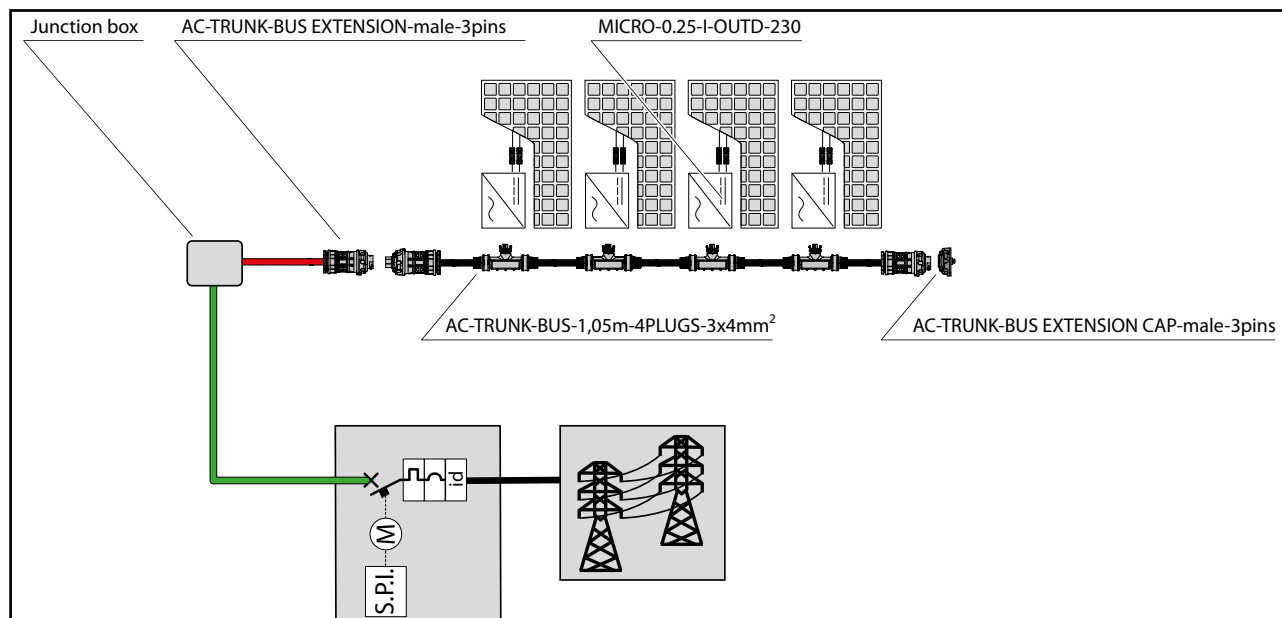 Junction box
AC-TRUNK-BUS EXTENSION-male-3pins
MICRO-0.25-I-OUTD-230
AC-TRUNK-BUS-1,05m-4PLUGS-3x4mm²
AC-TRUNK-BUS EXTENSION CAP-male-3pins
id
M
S.P.I.